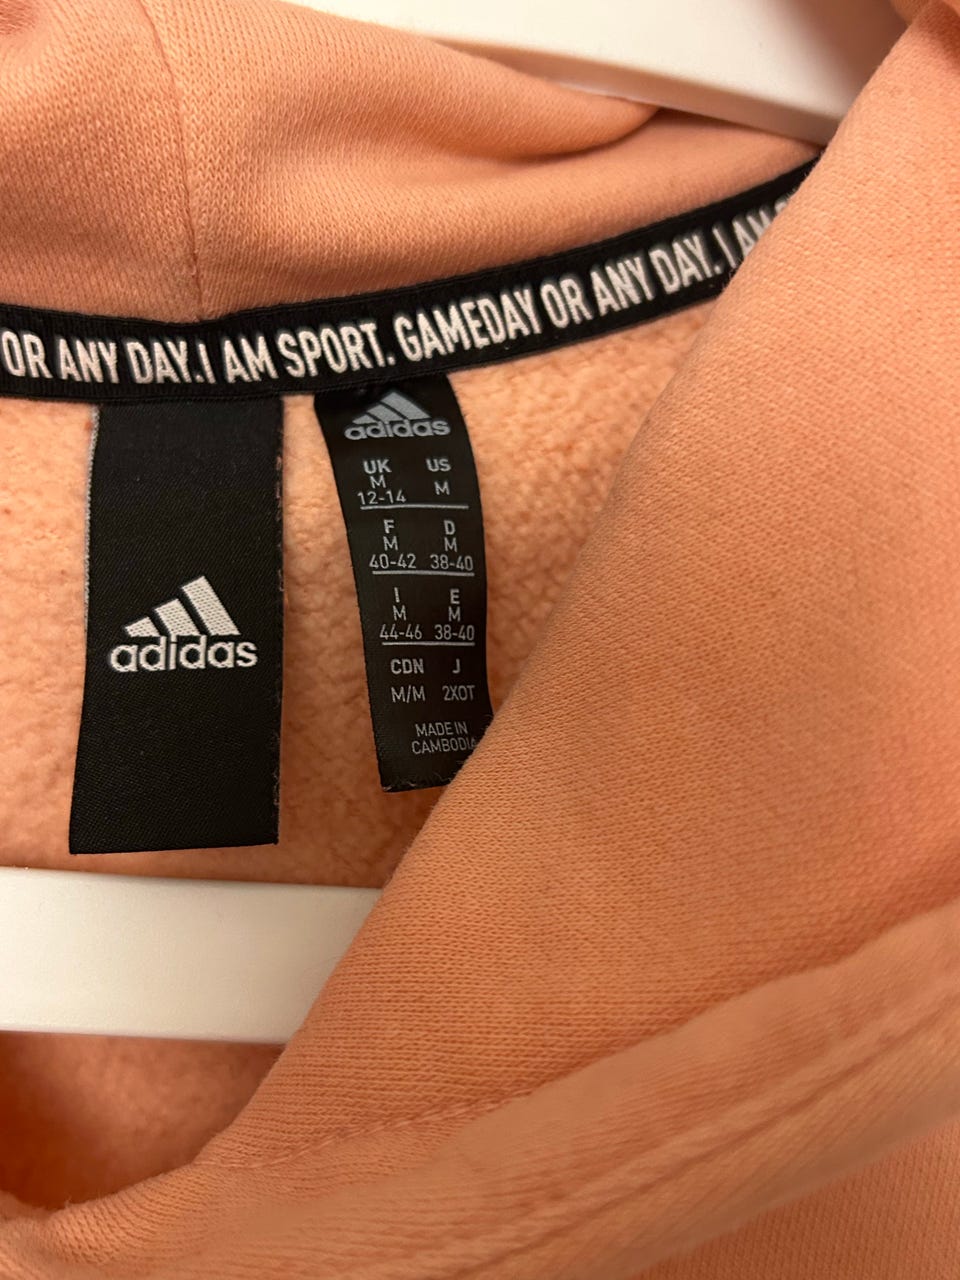 OR ANY DAY. I AM SPORT. GAMEDAY OR ANY DAY. I AM
adidas
adidas
UK US
M M
12-14
F D
M M
40-42 38-40
I E
M M
44-46 38-40
CDN J
M/M 2XOT
MADE IN
CAMBODIA